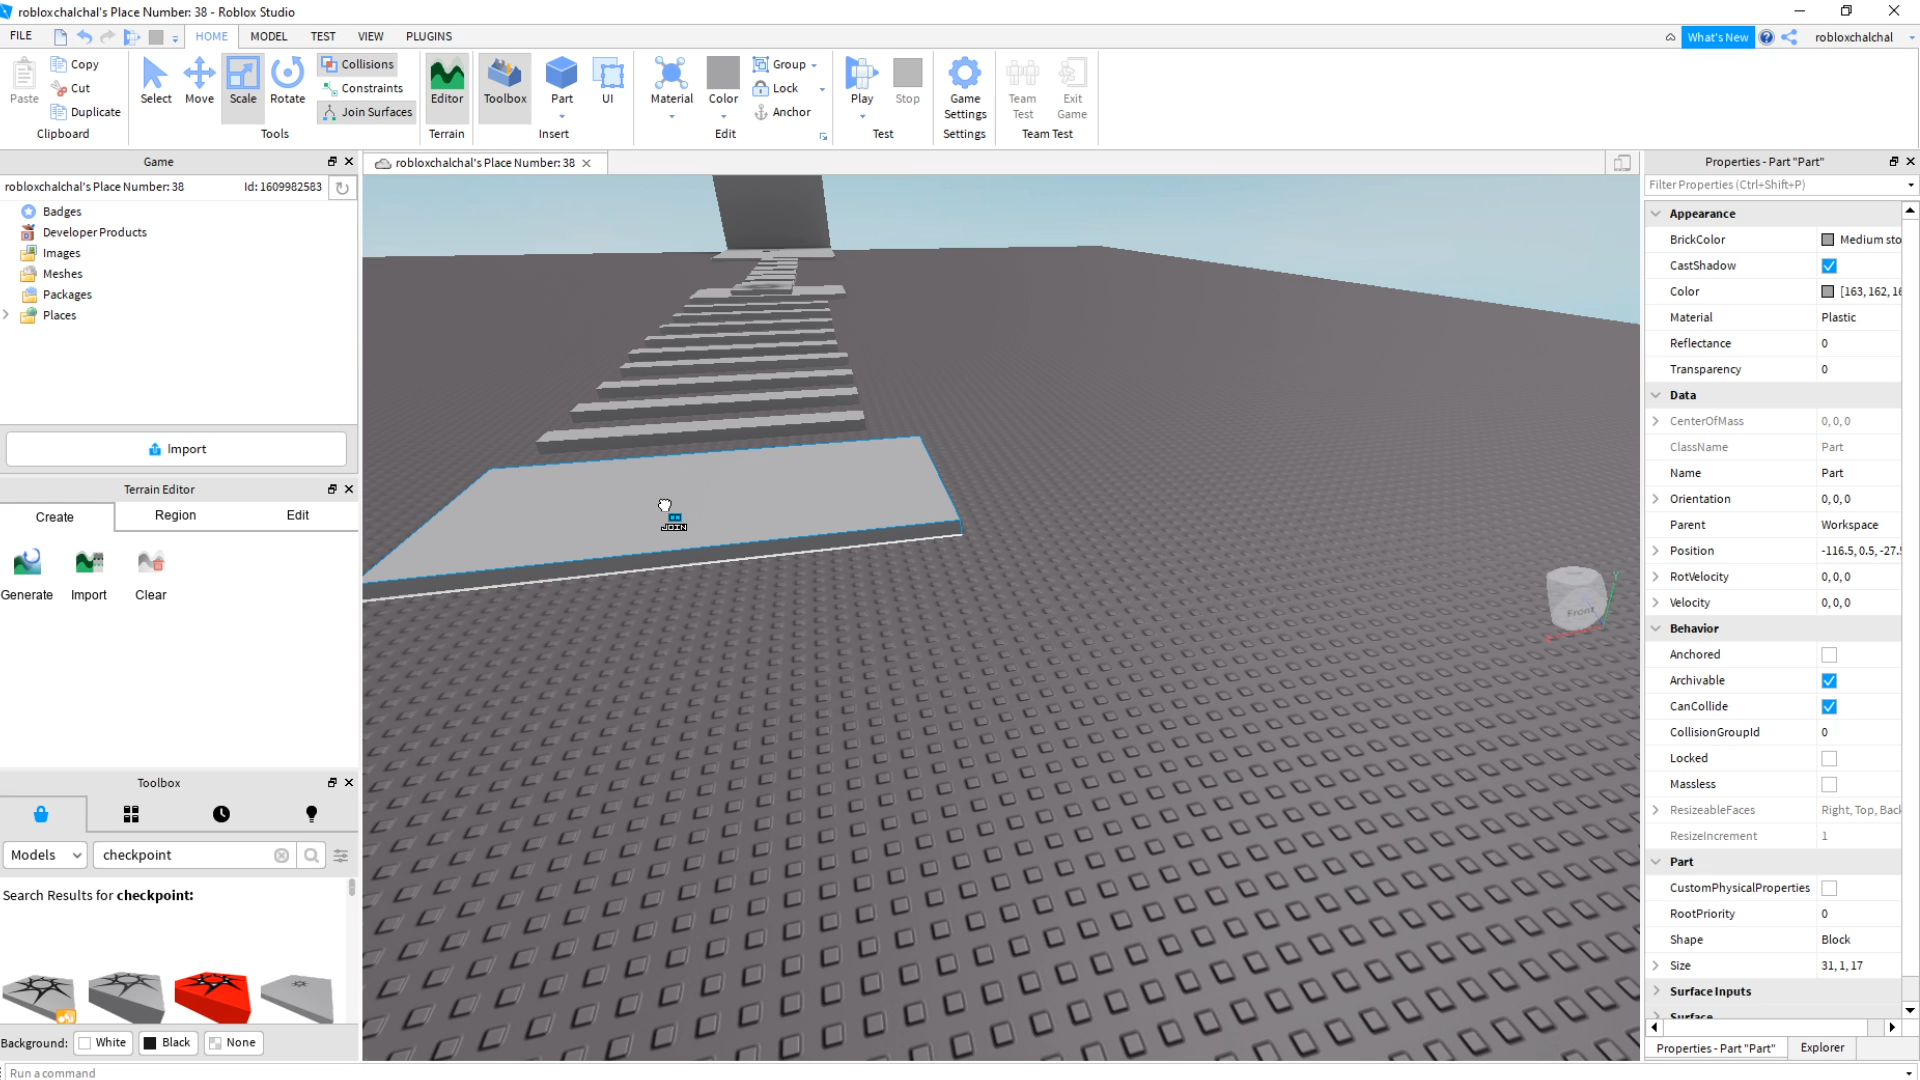 robloxchalchal's Place Number: 38 - Roblox Studio
FILE HOME MODEL TEST VIEW PLUGINS What's New robloxchalchal
Paste Copy Cut Duplicate Clipboard
Select Move Scale Rotate Collisions Constraints Join Surfaces Tools
Editor Terrain
Toolbox Part UI Insert
Material Color Group Lock Anchor Edit
Play Stop Test
Game Settings Settings
Team Test Exit Game Team Test
Game
robloxchalchal's Place Number: 38 Id: 1609982583
Badges
Developer Products
Images
Meshes
Packages
Places
Import
Terrain Editor
Create Region Edit
Generate Import Clear
Toolbox
Models checkpoint
Search Results for checkpoint:
Background: White Black None
Run a command
robloxchalchal's Place Number: 38
JOIN
Front
Y
Properties - Part "Part"
Filter Properties (Ctrl+Shift+P)
Appearance
BrickColor Medium sto
CastShadow
Color [163, 162, 16
Material Plastic
Reflectance 0
Transparency 0
Data
CenterOfMass 0, 0, 0
ClassName Part
Name Part
Orientation 0, 0, 0
Parent Workspace
Position -116.5, 0.5, -27.5
RotVelocity 0, 0, 0
Velocity 0, 0, 0
Behavior
Anchored
Archivable
CanCollide
CollisionGroupId 0
Locked
Massless
ResizeableFaces Right, Top, Back
ResizeIncrement 1
Part
CustomPhysicalProperties
RootPriority 0
Shape Block
Size 31, 1, 17
Surface Inputs
Surface
Properties - Part "Part" Explorer